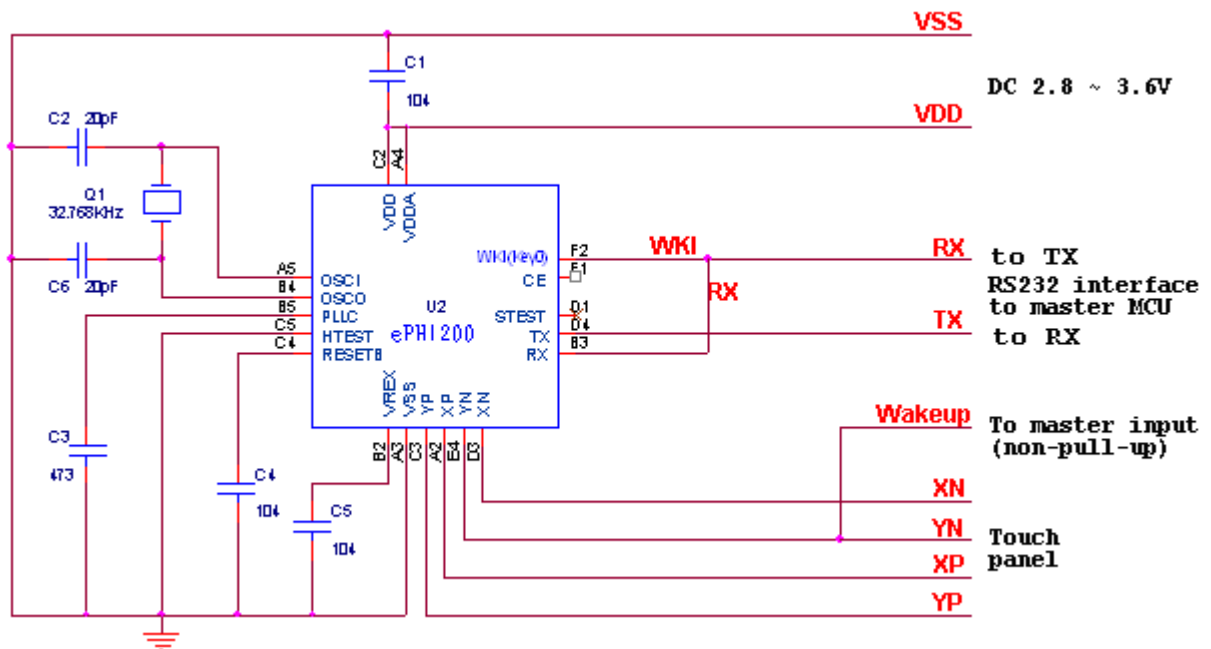 VSS
C1
104
DC 2.8 ~ 3.6V
VDD
C2 20pF
C2
A4
Q1
32.768KHz
VDD
VDDA
C6 20pF
WKI(key0)
F2
WKI
RX
to TX
CE
E1
RX
RS232 interface
to master MCU
A5
OSCI
B4
OSCO
U2
B5
PLLC
STEST
D1
TX
C5
HTEST
ePH1200
TX
D4
to RX
C4
RESETB
RX
B3
VREX
VSS
YP
XP
YN
XN
B2
A3
C3
A2
E4
D3
Wakeup
To master input
(non-pull-up)
C3
473
C4
104
C5
104
XN
YN
Touch
panel
XP
YP